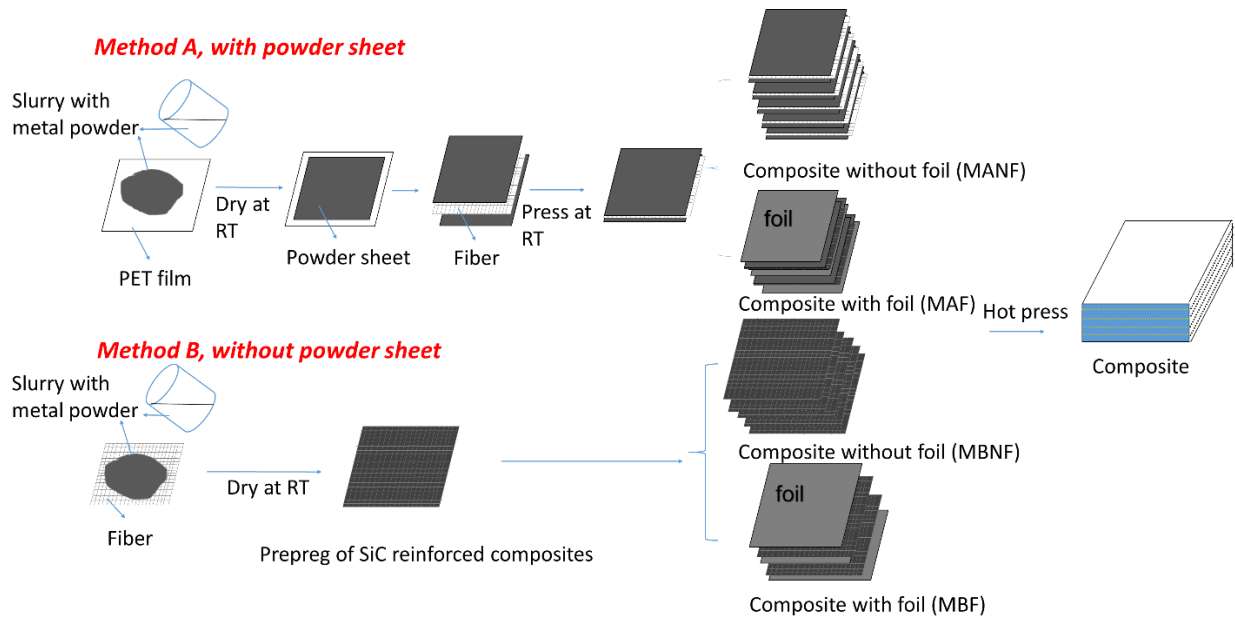 Method A, with powder sheet
Slurry with
metal powder
PET film
Dry at
RT
Powder sheet
Fiber
Press at
RT
Composite without foil (MANF)
foil
Composite with foil (MAF)
Hot press
Composite
Method B, without powder sheet
Slurry with
metal powder
Fiber
Dry at RT
Prepreg of SiC reinforced composites
Composite without foil (MBNF)
foil
Composite with foil (MBF)